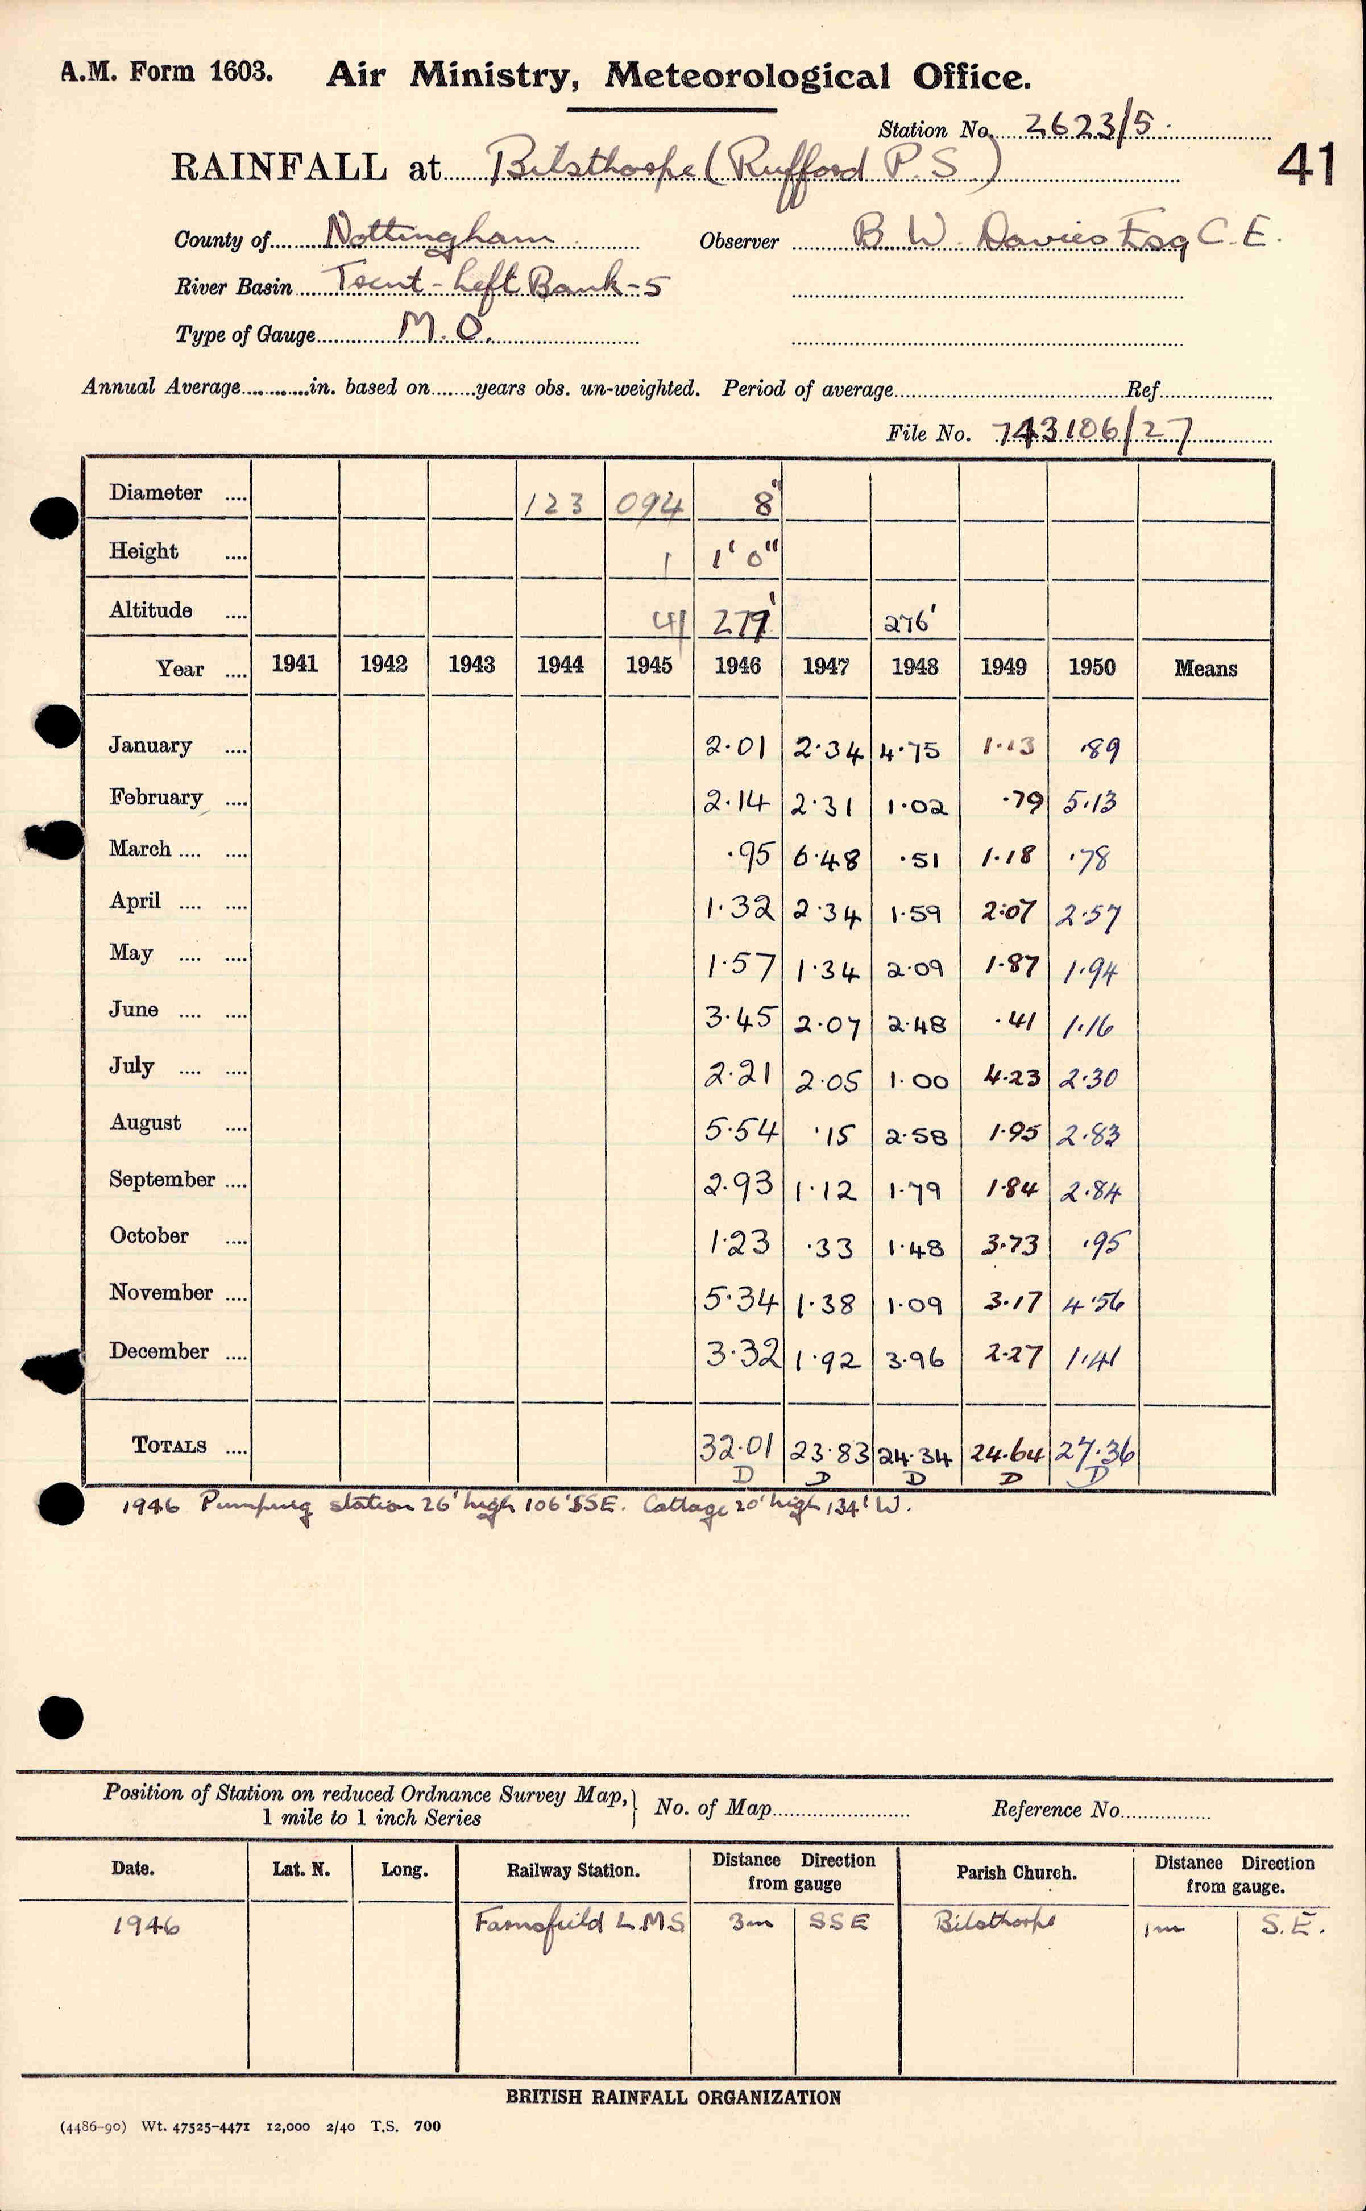 A.M. Form 1603. Air Ministry, Meteorological Office.
Station No. 2623/5.
41
RAINFALL at Bilsthorpe (Rufford P.S.)
County of Nottingham Observer B. W. Davies Esq C.E.
River Basin Trent - Left Bank - 5
Type of Gauge M.O.
Annual Average in. based on years obs. un-weighted. Period of average Ref
File No. 743106/27
Diameter .... 123 094 8"
Height .... 1 1' 0"
Altitude .... 41 279' 276'
Year .... 1941 1942 1943 1944 1945 1946 1947 1948 1949 1950 Means
January .... 2.01 2.34 4.75 1.13 .89
February .... 2.14 2.31 1.02 .79 5.13
March .... .... .95 6.48 .51 1.18 .78
April .... .... 1.32 2.34 1.59 2.07 2.57
May .... .... 1.57 1.34 2.09 1.87 1.94
June .... .... 3.45 2.07 2.48 .41 1.16
July .... .... 2.21 2.05 1.00 4.23 2.30
August .... 5.54 .15 2.58 1.95 2.83
September .... 2.93 1.12 1.79 1.84 2.84
October .... 1.23 .33 1.48 3.73 .95
November .... 5.34 1.38 1.09 3.17 4.56
December .... 3.32 1.92 3.96 2.27 1.41
TOTALS .... 32.01 23.83 24.34 24.64 27.36
D D D D D
1946 Pumping station 26' high 106' SSE. Cottage 20' high 134' W.
Position of Station on reduced Ordnance Survey Map, 1 mile to 1 inch Series } No. of Map Reference No.
Date. Lat. N. Long. Railway Station. Distance from gauge Direction Parish Church. Distance from gauge. Direction
1946 Farnsfield L.M.S 3m SSE Bilsthorpe 1m S.E.
BRITISH RAINFALL ORGANIZATION
(4486-90) Wt. 47525-4471 12,000 2/40 T.S. 700